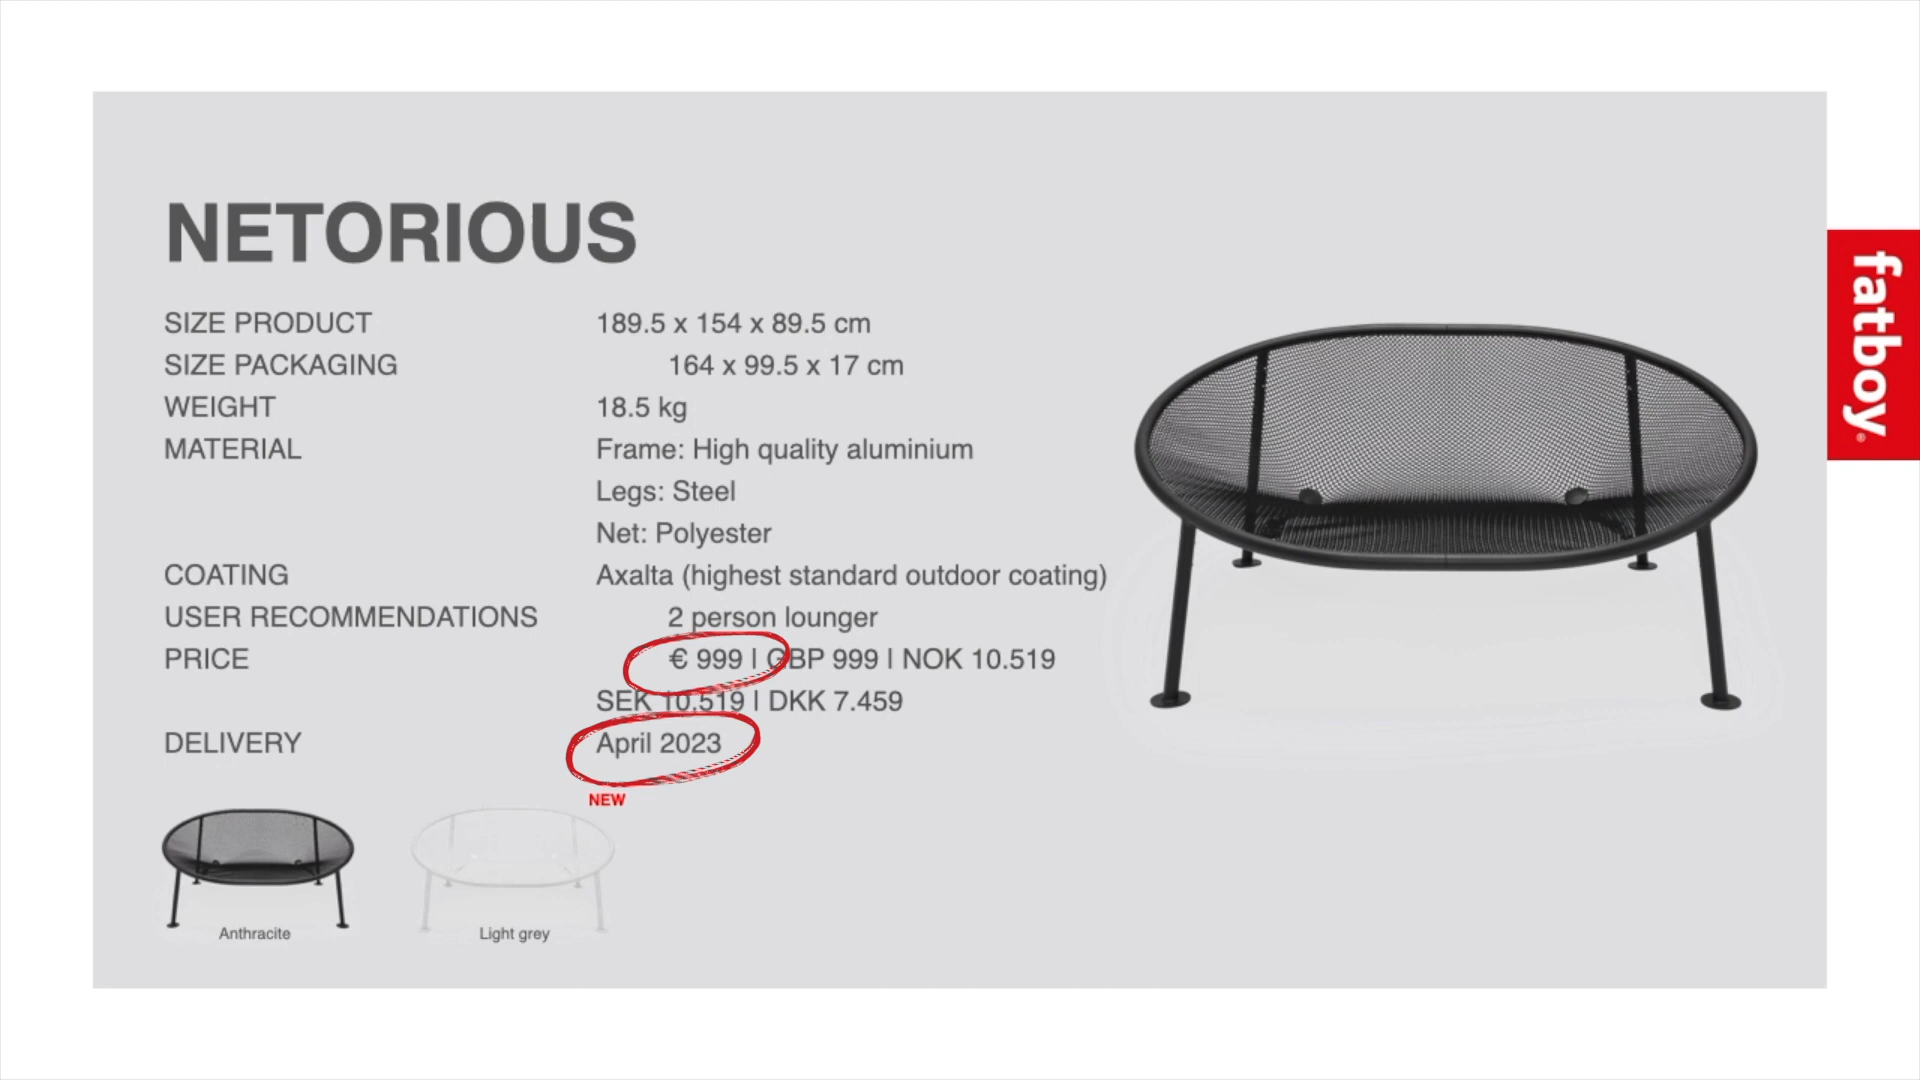 NETORIOUS
SIZE PRODUCT 189.5 x 154 x 89.5 cm
SIZE PACKAGING 164 x 99.5 x 17 cm
WEIGHT 18.5 kg
MATERIAL Frame: High quality aluminium
Legs: Steel
Net: Polyester
COATING Axalta (highest standard outdoor coating)
USER RECOMMENDATIONS 2 person lounger
PRICE € 999 | GBP 999 | NOK 10.519
SEK 10.519 | DKK 7.459
DELIVERY April 2023
NEW
Anthracite
Light grey
fatboy®